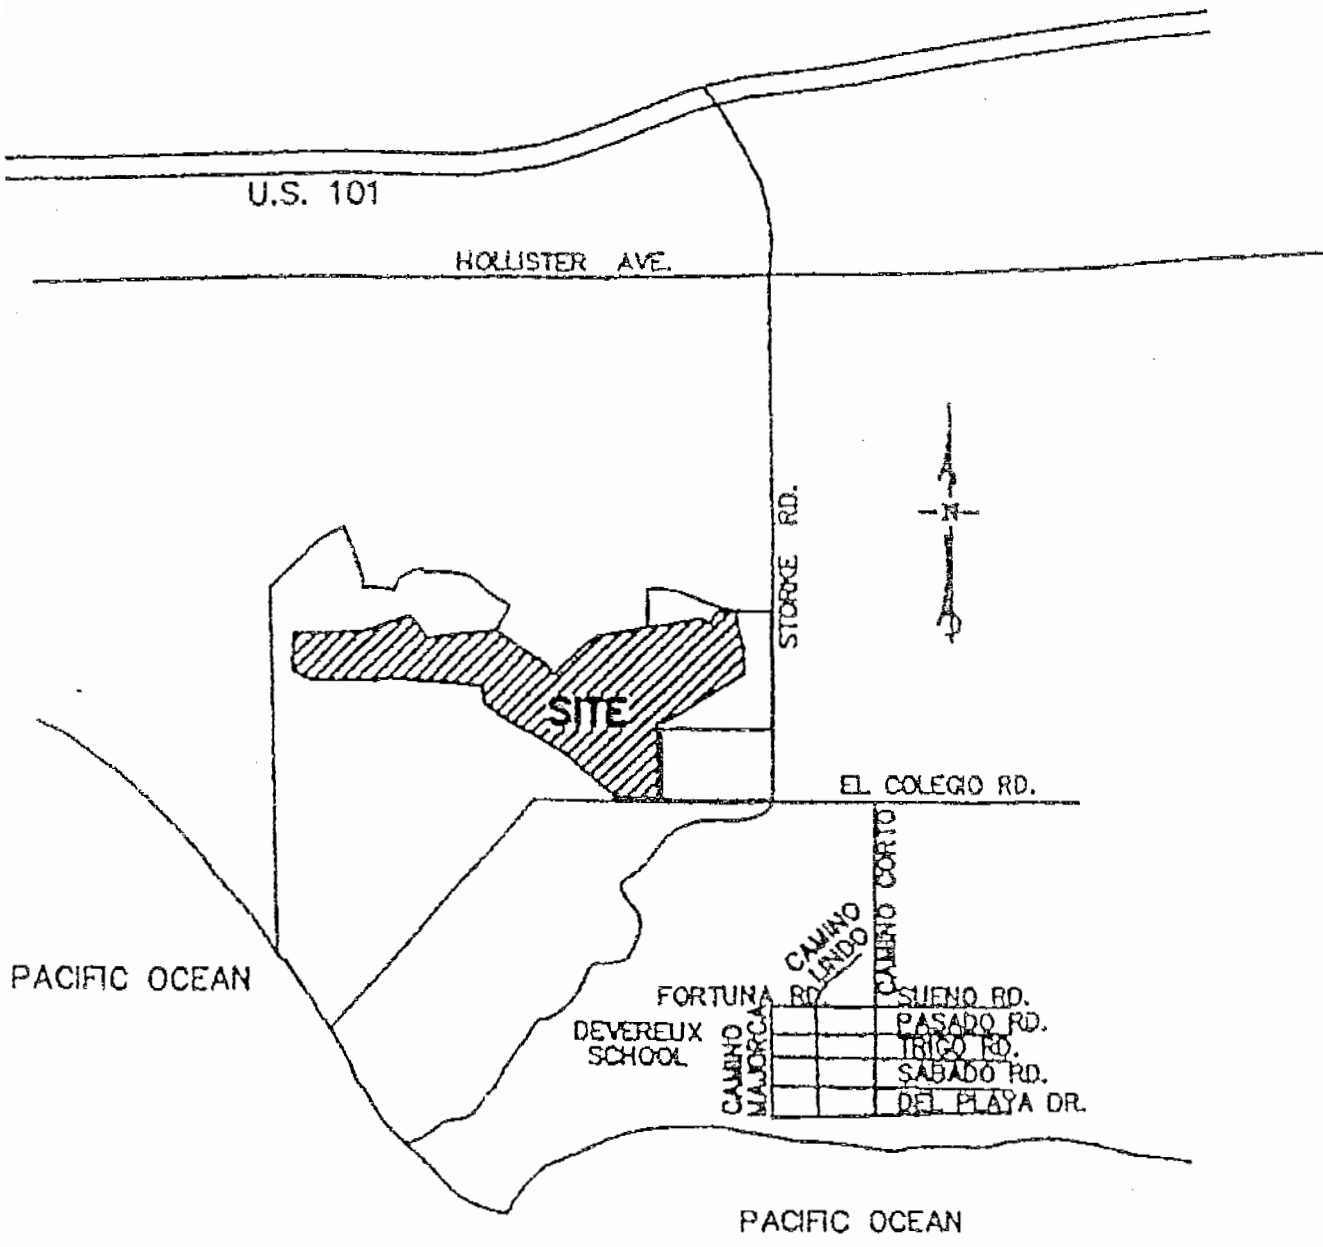 U.S. 101
HOLLISTER AVE.
STORKE RD.
N
SITE
EL COLEGIO RD.
CAMINO CORTO
CAMINO
LINDO
PACIFIC OCEAN
FORTUNA RD.
SUENO RD.
DEVEREUX
SCHOOL
CAMINO
MAJORCA
PASADO RD.
TRIGO RD.
SABADO RD.
DEL PLAYA DR.
PACIFIC OCEAN